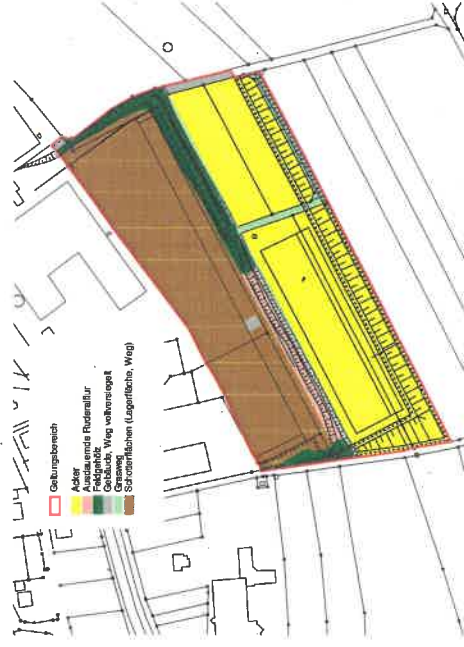 Geltungsbereich
Acker
Ausdauernde Ruderalflur
Feldgehölz
Gebäude, Weg vollversiegelt
Grasweg
Schotterflächen (Lagerfläche, Weg)